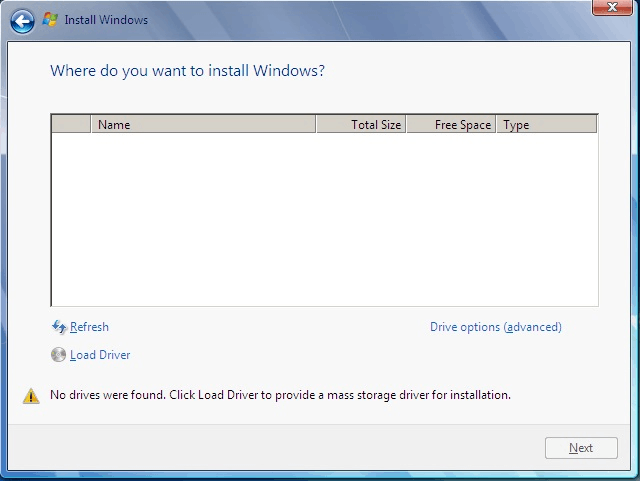 Install Windows
Where do you want to install Windows?
Name Total Size Free Space Type
Refresh Drive options (advanced)
Load Driver
No drives were found. Click Load Driver to provide a mass storage driver for installation.
Next